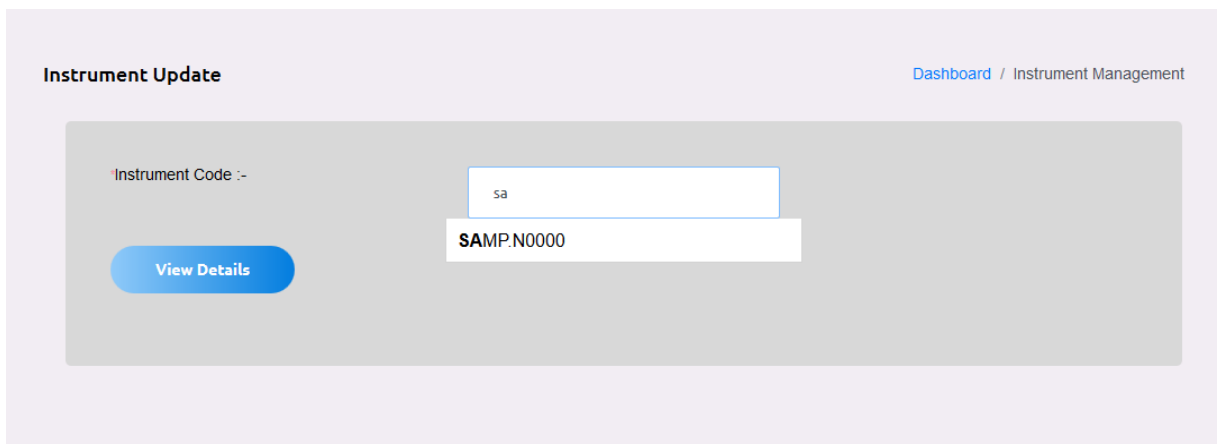 Instrument Update
Dashboard / Instrument Management
*Instrument Code :-
sa
SAMP.N0000
View Details